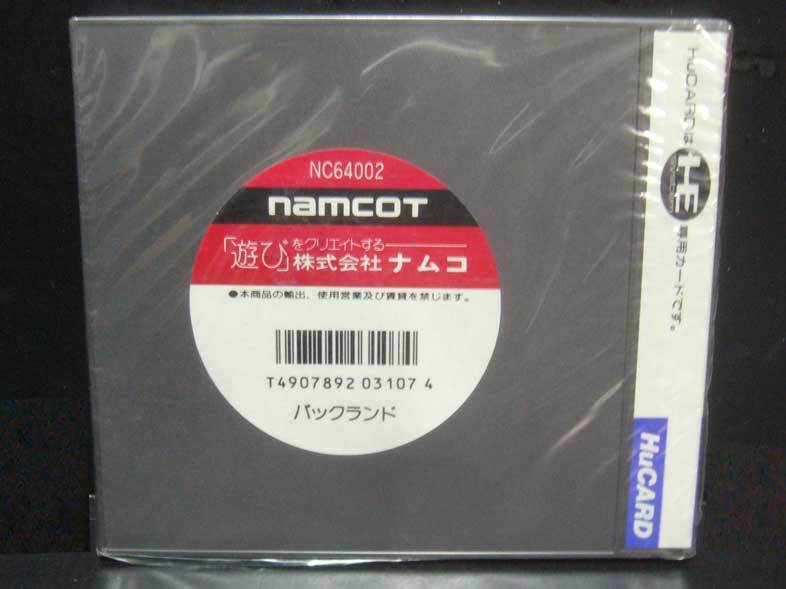 NC64002
namcoT
「遊び」をクリエイトする
株式会社ナムコ
●本商品の輸出、使用営業及び賃貸を禁じます。
T4907892 03107 4
パックランド
HuCARDは HE 専用カードです。
HuCARD